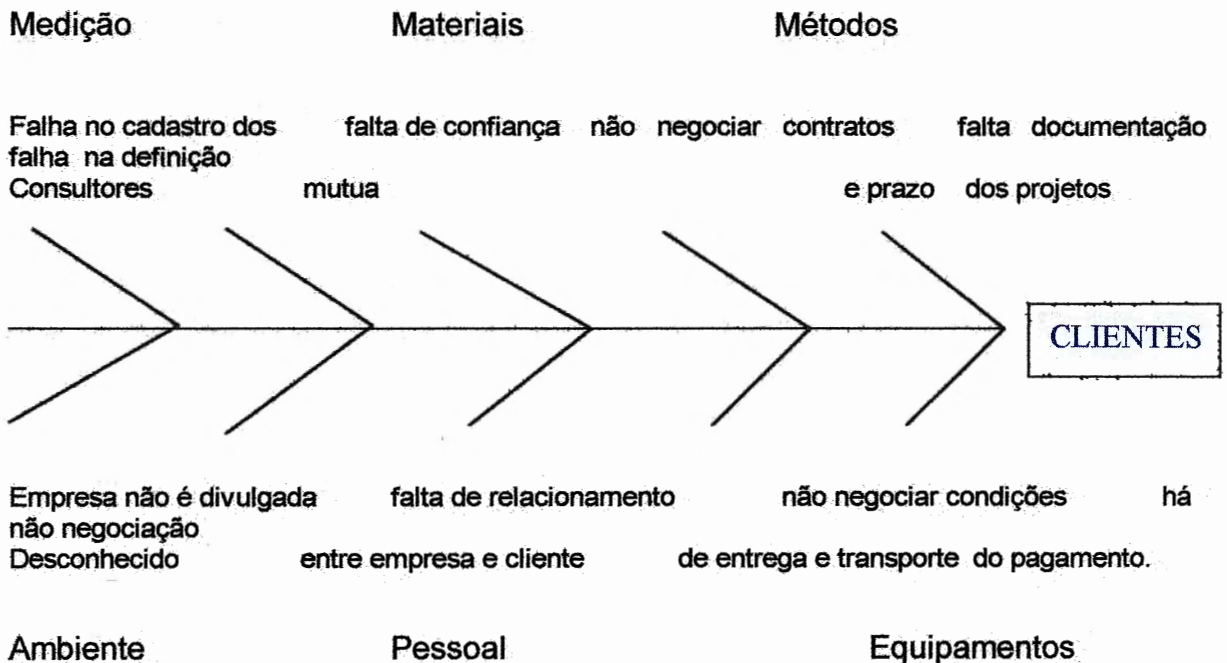 Medição Materiais Métodos
Falha no cadastro dos falta de confiança não negociar contratos falta documentação
falha na definição
Consultores mutua e prazo dos projetos
CLIENTES
Empresa não é divulgada falta de relacionamento não negociar condições há
não negociação
Desconhecido entre empresa e cliente de entrega e transporte do pagamento.
Ambiente Pessoal Equipamentos